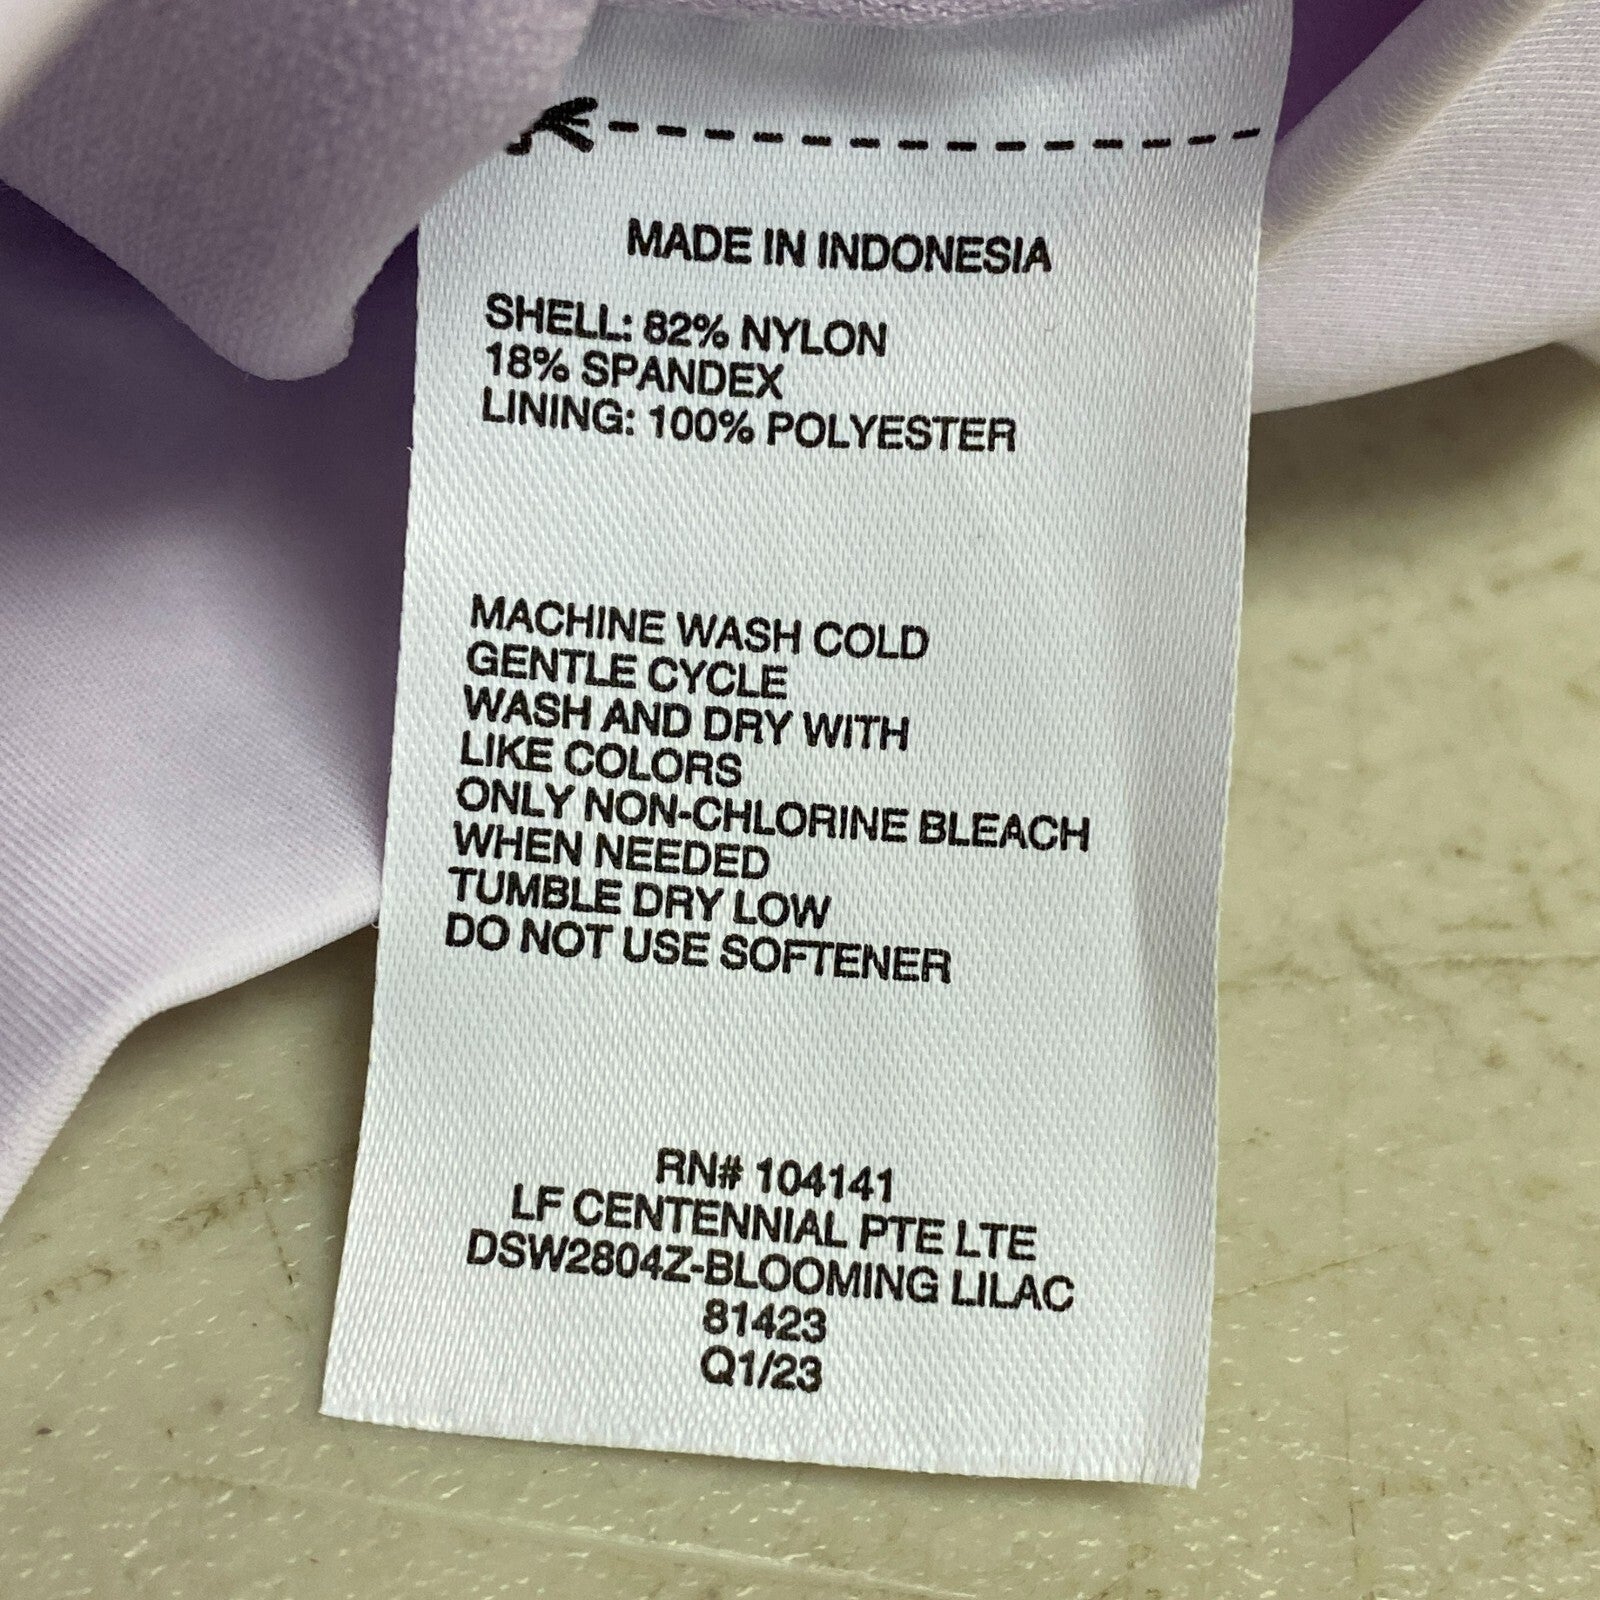 MADE IN INDONESIA
SHELL: 82% NYLON
18% SPANDEX
LINING: 100% POLYESTER
MACHINE WASH COLD
GENTLE CYCLE
WASH AND DRY WITH
LIKE COLORS
ONLY NON-CHLORINE BLEACH
WHEN NEEDED
TUMBLE DRY LOW
DO NOT USE SOFTENER
RN# 104141
LF CENTENNIAL PTE LTE
DSW2804Z-BLOOMING LILAC
81423
Q1/23